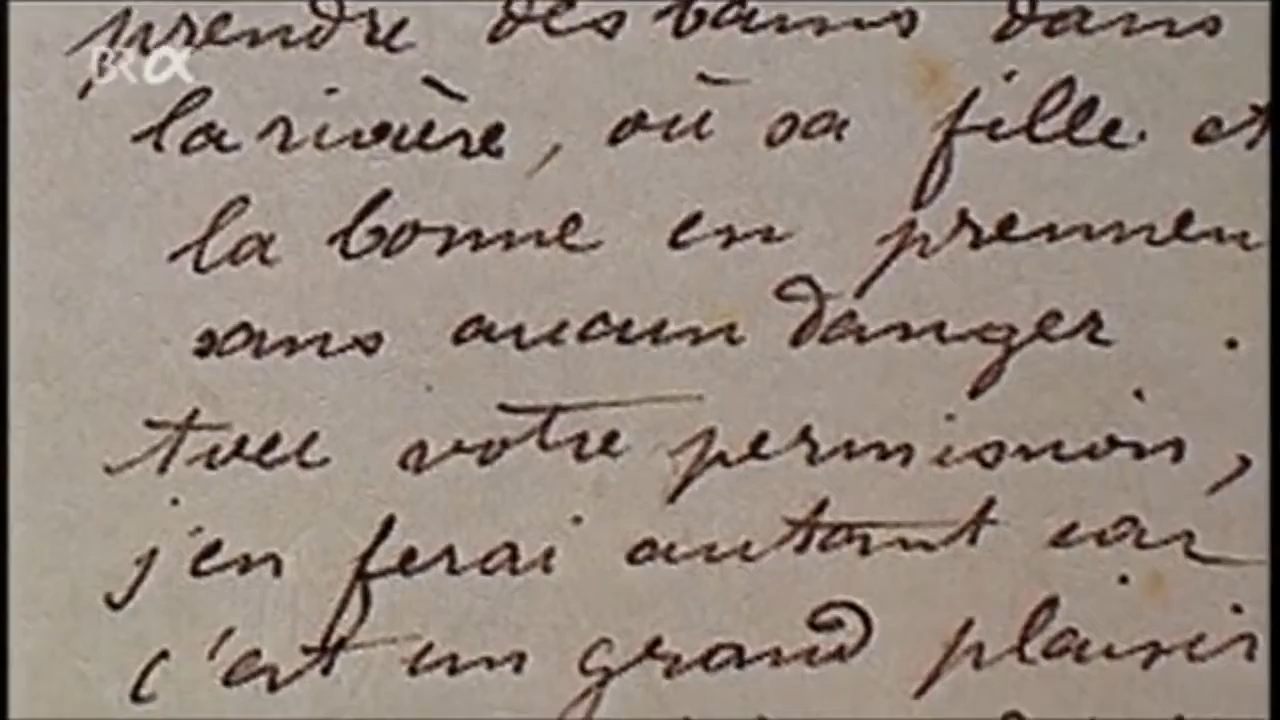 prendre des bains dans
BRα
la rivière, où sa fille et
la bonne en prennen
sans aucun danger.
Avec votre permission,
j'en ferai autant car
c'est un grand plaisir